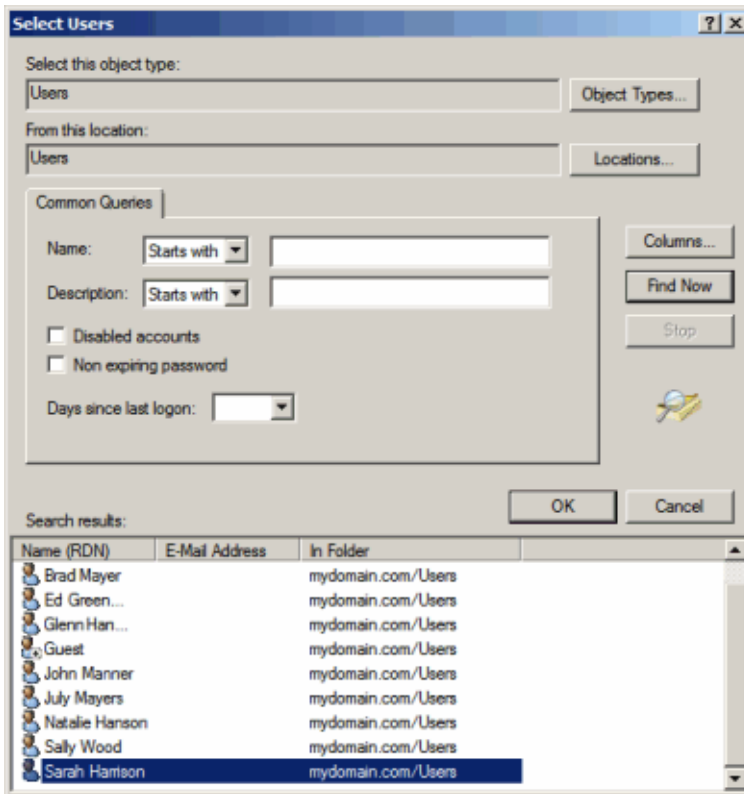 Select Users
Select this object type:
Users
Object Types...
From this location:
Users
Locations...
Common Queries
Name:
Starts with
Columns...
Description:
Starts with
Find Now
Disabled accounts
Stop
Non expiring password
Days since last logon:
OK
Cancel
Search results:
Name (RDN) E-Mail Address In Folder
Brad Mayer mydomain.com/Users
Ed Green... mydomain.com/Users
Glenn Han... mydomain.com/Users
Guest mydomain.com/Users
John Manner mydomain.com/Users
July Mayers mydomain.com/Users
Natalie Hanson mydomain.com/Users
Sally Wood mydomain.com/Users
Sarah Harrison mydomain.com/Users